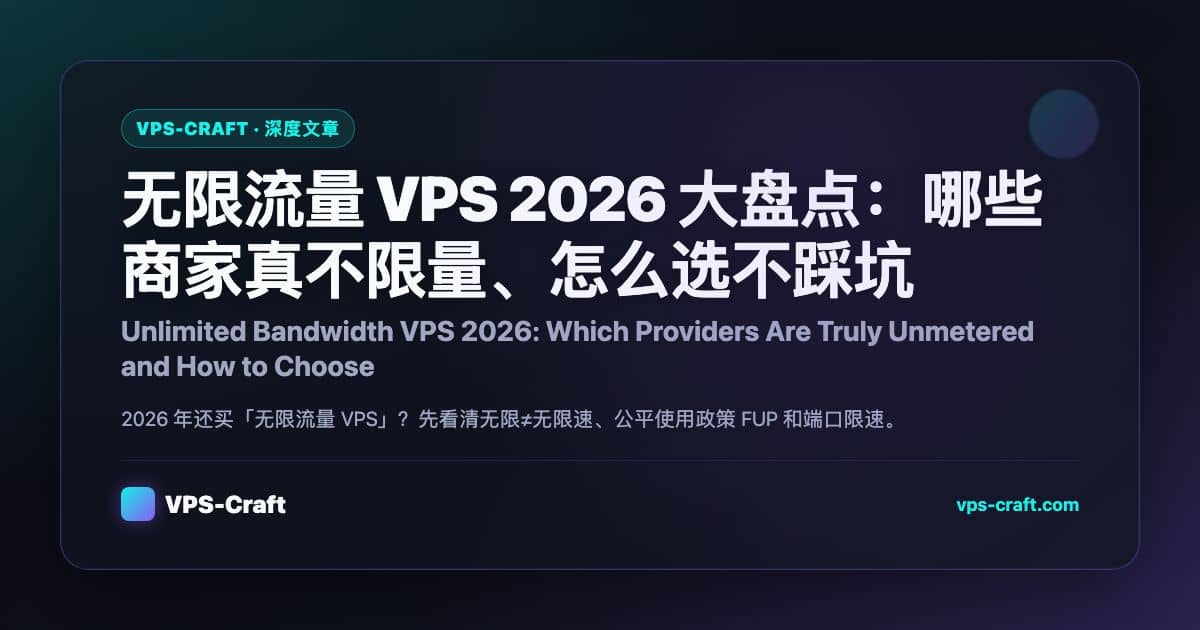 VPS-CRAFT · 深度文章
无限流量 VPS 2026 大盘点：哪些
商家真不限量、怎么选不踩坑
Unlimited Bandwidth VPS 2026: Which Providers Are Truly Unmetered
and How to Choose
2026 年还买「无限流量 VPS」？先看清无限≠无限速、公平使用政策 FUP 和端口限速。
VPS-Craft
vps-craft.com